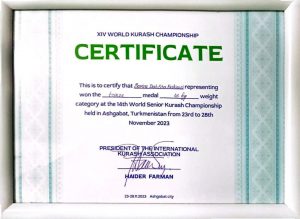 XIV WORLD KURASH CHAMPIONSHIP
CERTIFICATE
This is to certify that representing
won the medal kg weight
category at the 14th World Senior Kurash Championship
held in Ashgabat, Turkmenistan from 23rd to 28th
November 2023
PRESIDENT OF THE INTERNATIONAL
KURASH ASSOCIATION
HAIDER FARMAN
23-28.11.2023 Ashgabat city